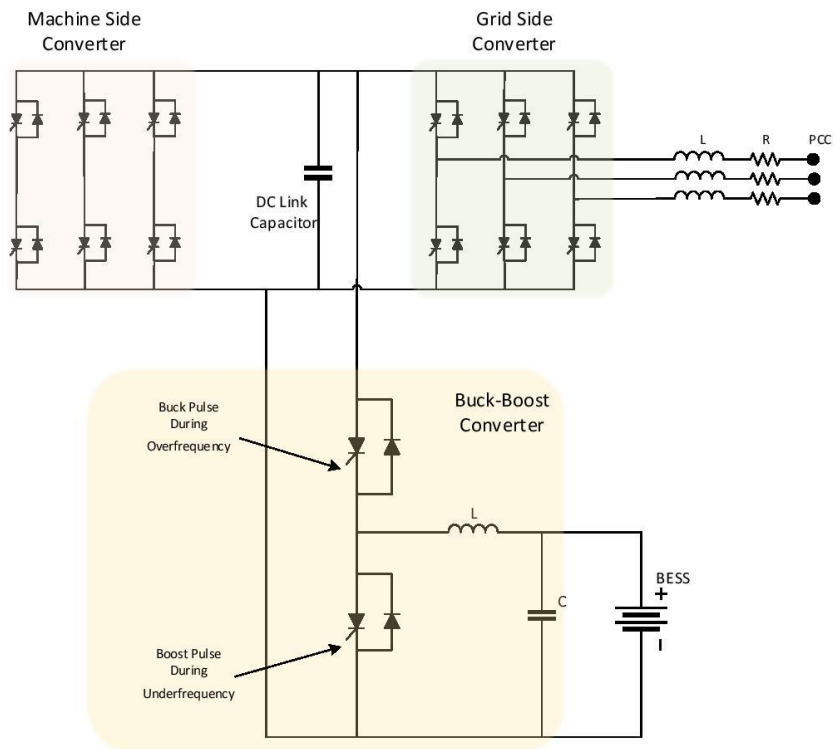 Machine Side
Converter
Grid Side
Converter
L
R
PCC
DC Link
Capacitor
Buck Pulse
During
Overfrequency
Buck-Boost
Converter
L
C
BESS
+
Boost Pulse
During
Underfrequency